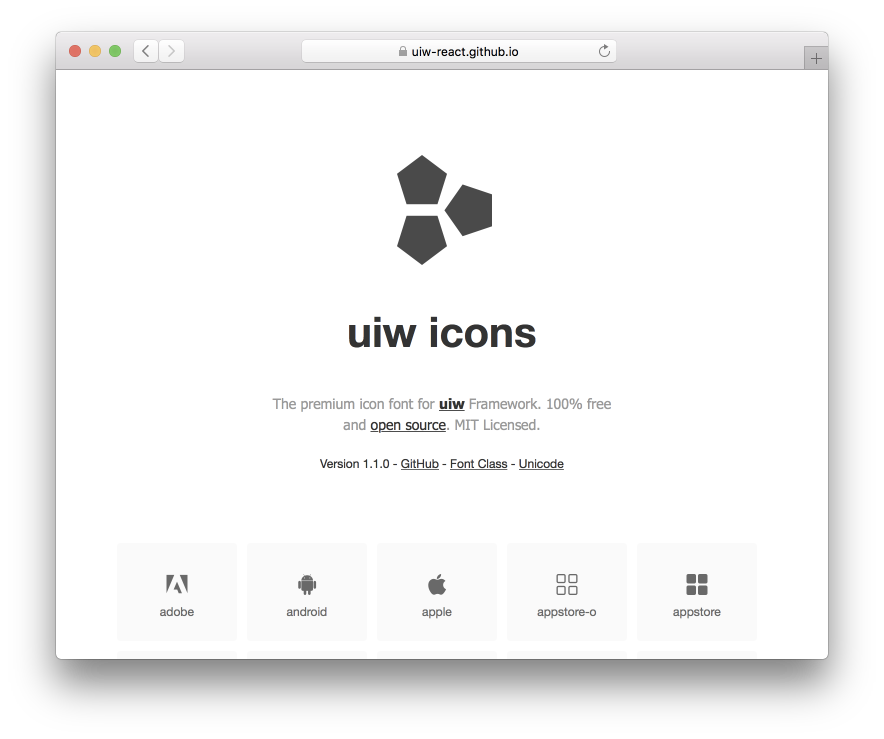 uiw-react.github.io
uiw icons
The premium icon font for uiw Framework. 100% free
and open source. MIT Licensed.
Version 1.1.0 - GitHub - Font Class - Unicode
adobe
android
apple
appstore-o
appstore